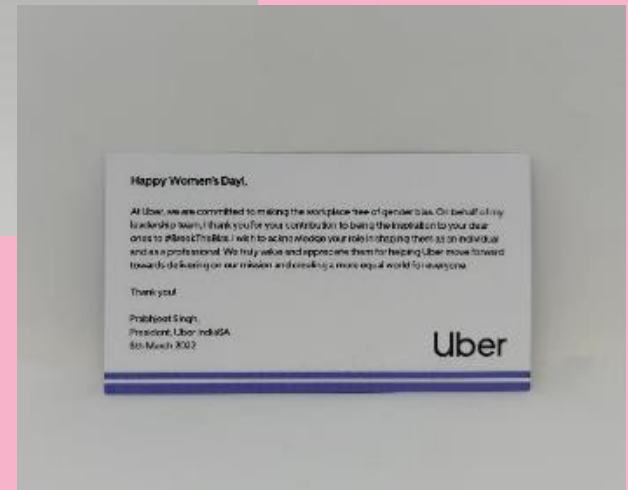 Happy Women's Day!,
At Uber, we are committed to making the workplace free of gender bias. On behalf of my
leadership team, I thank you for your contribution to being the inspiration to your dear
ones to #BreakThisBias. I wish to acknowledge your role in shaping them as an individual
and as a professional. We truly value and appreciate them for helping Uber move forward
towards delivering on our mission and creating a more equal world for everyone.
Thank you!
Prabhjeet Singh,
President, Uber IndiaSA
8th March 2022
Uber